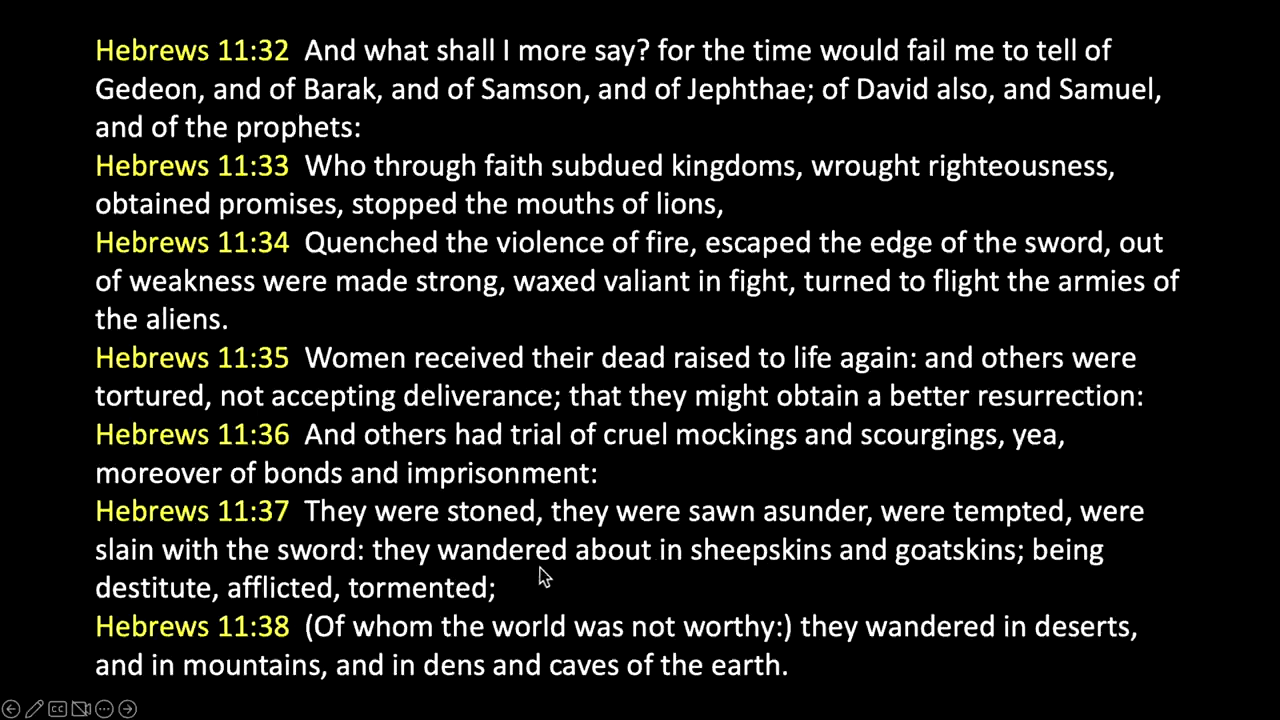 Hebrews 11:32 And what shall I more say? for the time would fail me to tell of
Gedeon, and of Barak, and of Samson, and of Jephthae; of David also, and Samuel,
and of the prophets:
Hebrews 11:33 Who through faith subdued kingdoms, wrought righteousness,
obtained promises, stopped the mouths of lions,
Hebrews 11:34 Quenched the violence of fire, escaped the edge of the sword, out
of weakness were made strong, waxed valiant in fight, turned to flight the armies of
the aliens.
Hebrews 11:35 Women received their dead raised to life again: and others were
tortured, not accepting deliverance; that they might obtain a better resurrection:
Hebrews 11:36 And others had trial of cruel mockings and scourgings, yea,
moreover of bonds and imprisonment:
Hebrews 11:37 They were stoned, they were sawn asunder, were tempted, were
slain with the sword: they wandered about in sheepskins and goatskins; being
destitute, afflicted, tormented;
Hebrews 11:38 (Of whom the world was not worthy:) they wandered in deserts,
and in mountains, and in dens and caves of the earth.
CC